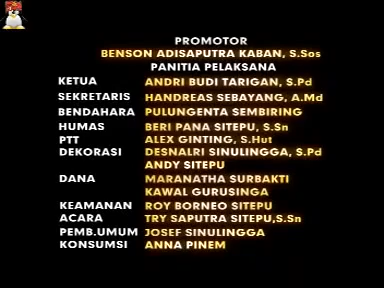 PROMOTOR
BENSON ADISAPUTRA KABAN, S.Sos
PANITIA PELAKSANA
KETUA ANDRI BUDI TARIGAN, S.Pd
SEKRETARIS HANDREAS SEBAYANG, A.Md
BENDAHARA PULUNGENTA SEMBIRING
HUMAS BERI PANA SITEPU, S.Sn
PTT ALEX GINTING, S.Hut
DEKORASI DESNALRI SINULINGGA, S.Pd
ANDY SITEPU
DANA MARANATHA SURBAKTI
KAWAL GURUSINGA
KEAMANAN ROY BORNEO SITEPU
ACARA TRY SAPUTRA SITEPU,S.Sn
PEMB.UMUM JOSEF SINULINGGA
KONSUMSI ANNA PINEM